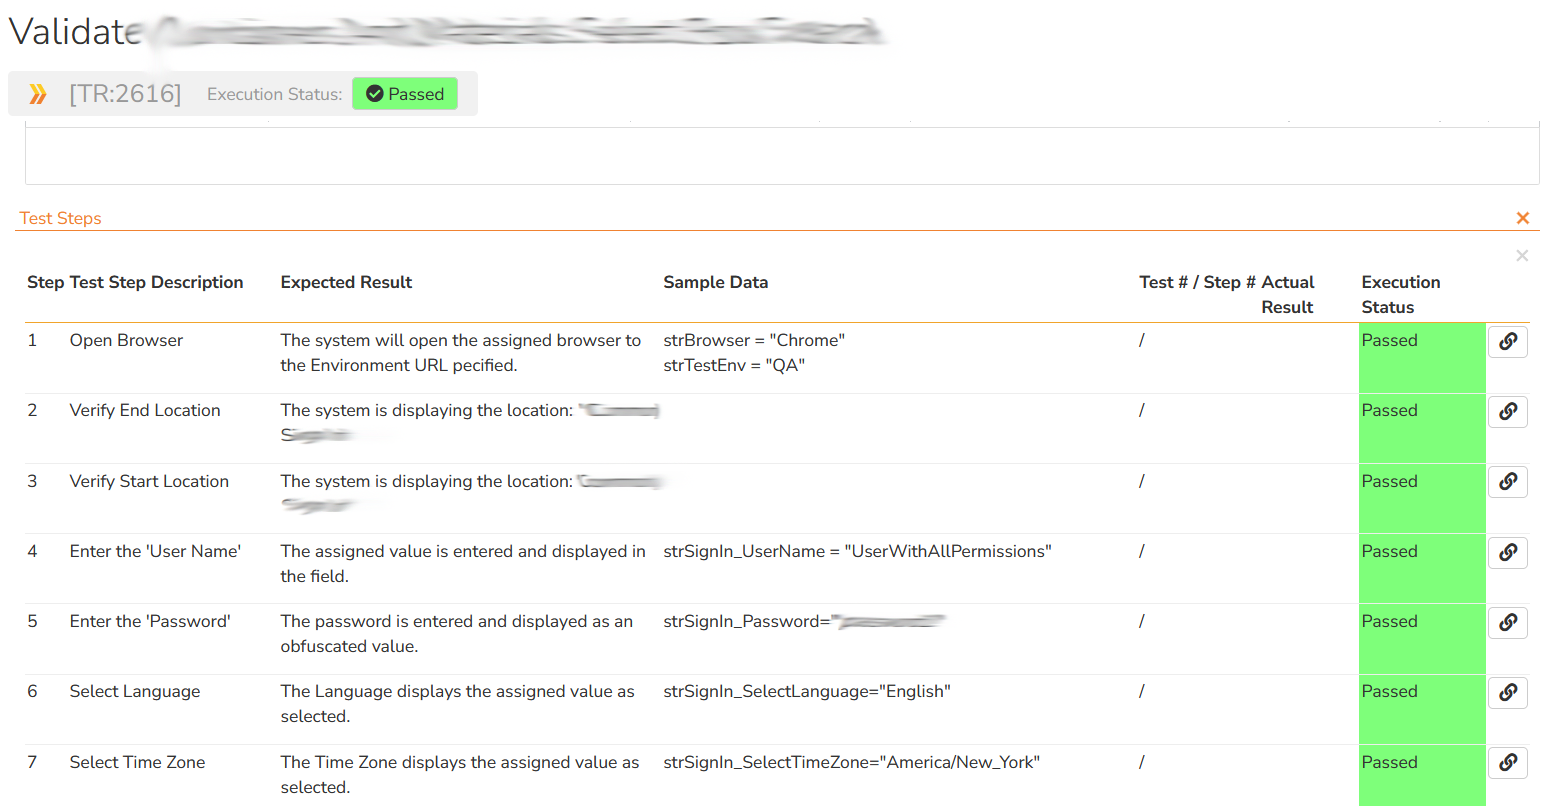 Validate
[TR:2616] Execution Status: Passed
Test Steps
Step Test Step Description Expected Result Sample Data Test # / Step # Actual Result Execution Status
1 Open Browser The system will open the assigned browser to the Environment URL pecified. strBrowser = "Chrome" strTestEnv = "QA" / Passed
2 Verify End Location The system is displaying the location: / Passed
3 Verify Start Location The system is displaying the location: / Passed
4 Enter the 'User Name' The assigned value is entered and displayed in the field. strSignIn_UserName = "UserWithAllPermissions" / Passed
5 Enter the 'Password' The password is entered and displayed as an obfuscated value. strSignIn_Password= / Passed
6 Select Language The Language displays the assigned value as selected. strSignIn_SelectLanguage="English" / Passed
7 Select Time Zone The Time Zone displays the assigned value as selected. strSignIn_SelectTimeZone="America/New_York" / Passed